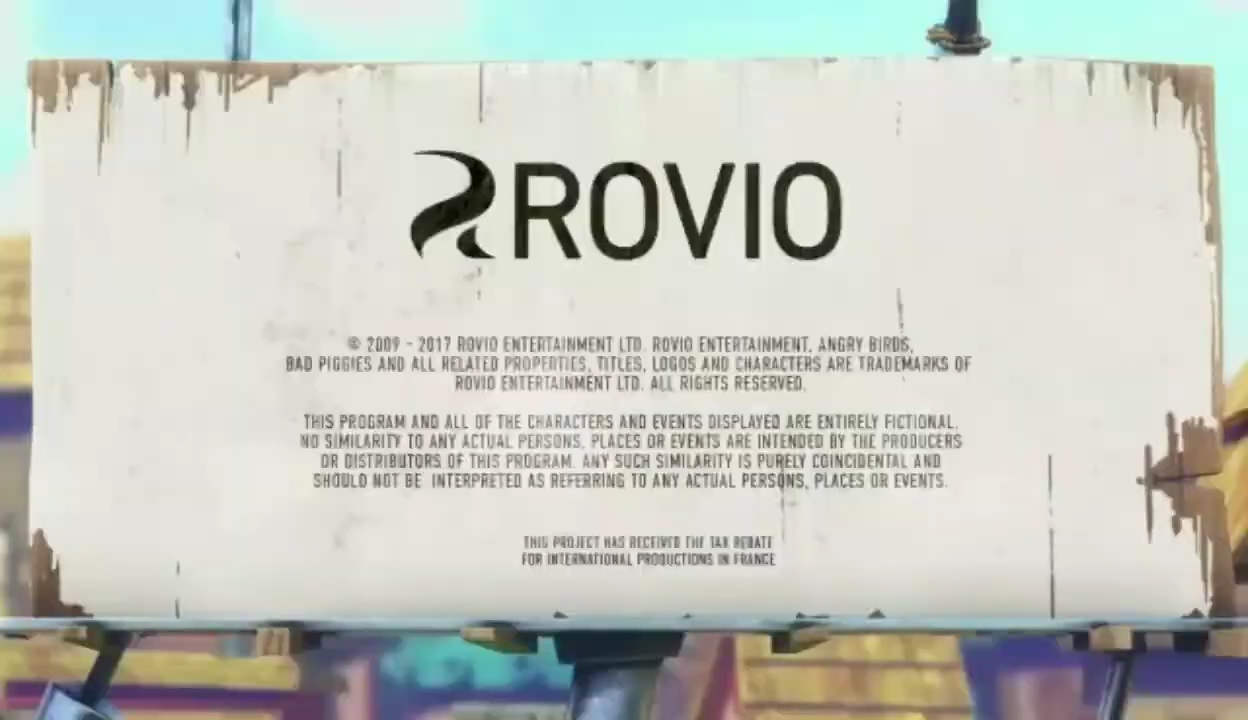 ROVIO
© 2009 - 2017 ROVIO ENTERTAINMENT LTD. ROVIO ENTERTAINMENT, ANGRY BIRDS,
BAD PIGGIES AND ALL RELATED PROPERTIES, TITLES, LOGOS AND CHARACTERS ARE TRADEMARKS OF
ROVIO ENTERTAINMENT LTD. ALL RIGHTS RESERVED.
THIS PROGRAM AND ALL OF THE CHARACTERS AND EVENTS DISPLAYED ARE ENTIRELY FICTIONAL.
NO SIMILARITY TO ANY ACTUAL PERSONS, PLACES OR EVENTS ARE INTENDED BY THE PRODUCERS
OR DISTRIBUTORS OF THIS PROGRAM. ANY SUCH SIMILARITY IS PURELY COINCIDENTAL AND
SHOULD NOT BE INTERPRETED AS REFERRING TO ANY ACTUAL PERSONS, PLACES OR EVENTS.
THIS PROJECT HAS RECEIVED THE TAX REBATE
FOR INTERNATIONAL PRODUCTIONS IN FRANCE